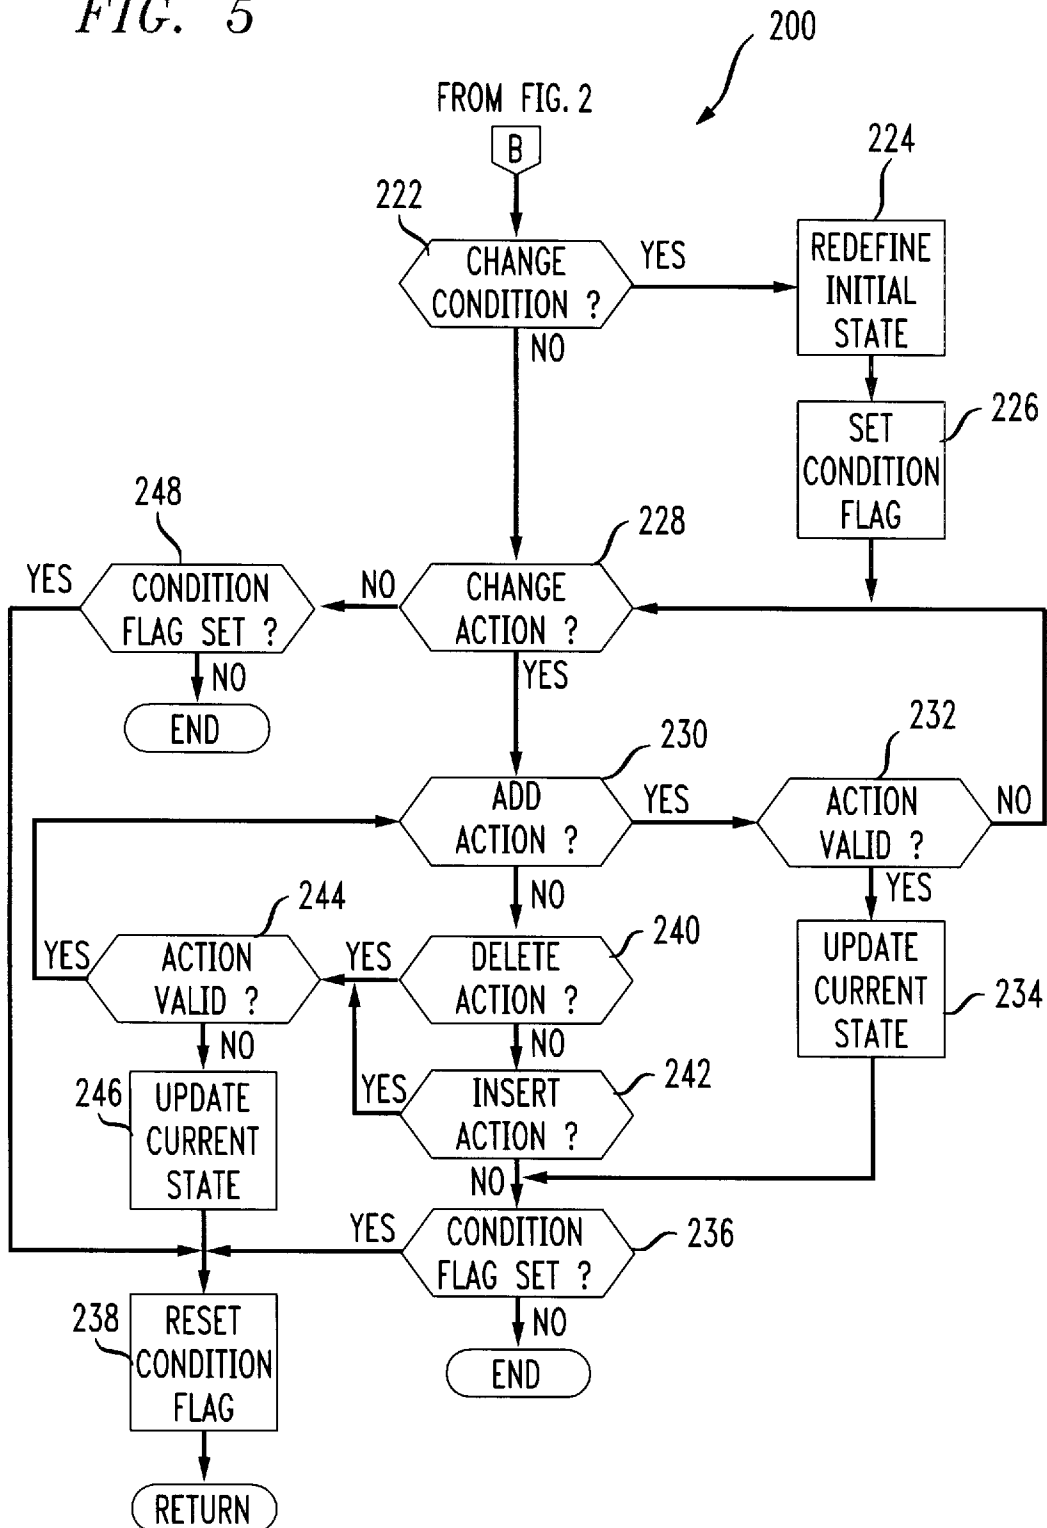 FIG. 5
200
FROM FIG. 2
B
222
224
CHANGE
CONDITION ?
YES
NO
REDEFINE
INITIAL
STATE
226
SET
CONDITION
FLAG
248
228
YES
CONDITION
FLAG SET ?
NO
CHANGE
ACTION ?
NO
YES
END
230
232
ADD
ACTION ?
YES
ACTION
VALID ?
NO
NO
YES
244
240
234
YES
ACTION
VALID ?
YES
DELETE
ACTION ?
UPDATE
CURRENT
STATE
NO
NO
246
242
UPDATE
CURRENT
STATE
YES
INSERT
ACTION ?
NO
236
YES
CONDITION
FLAG SET ?
238
RESET
CONDITION
FLAG
NO
END
RETURN